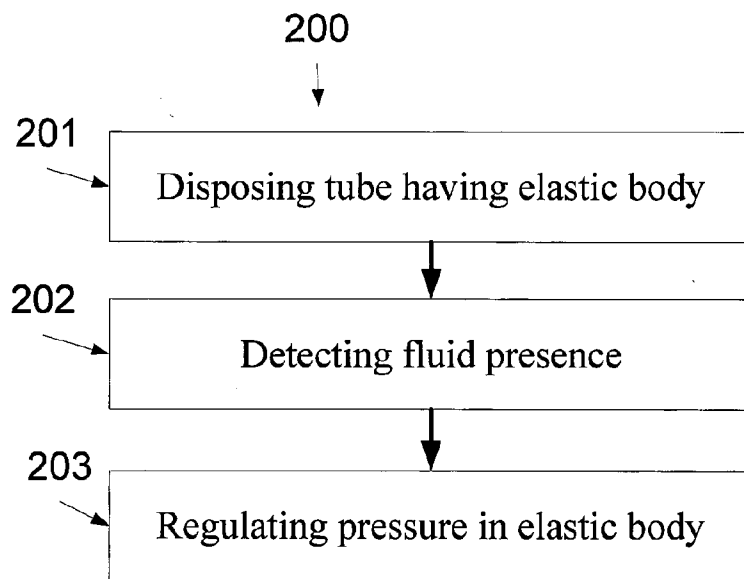 200
201
Disposing tube having elastic body
202
Detecting fluid presence
203
Regulating pressure in elastic body